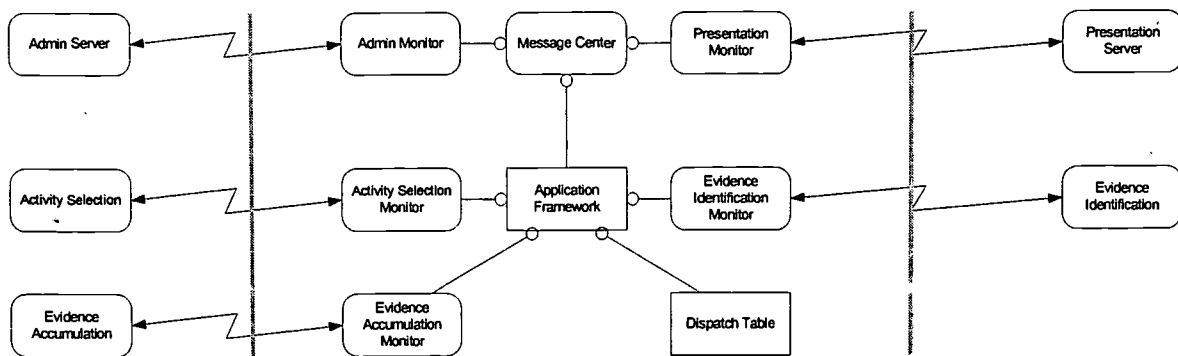 Admin Server
Admin Monitor
Message Center
Presentation
Monitor
Presentation
Server
Activity Selection
Activity Selection
Monitor
Application
Framework
Evidence
Identification
Monitor
Evidence
Identification
Evidence
Accumulation
Evidence
Accumulation
Monitor
Dispatch Table